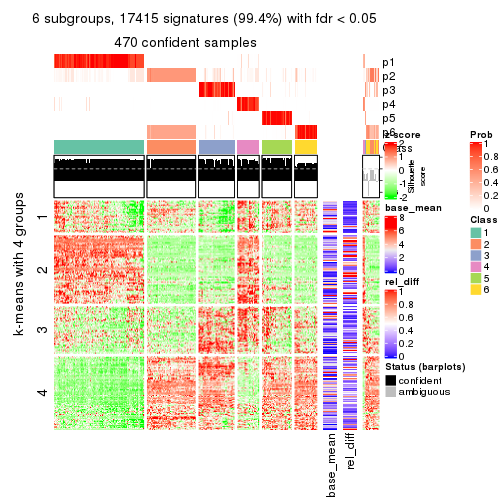 6 subgroups, 17415 signatures (99.4%) with fdr < 0.05
470 confident samples
p1
p2
p3
p4
p5
p6
Class
Silhouette
score
k-means with 4 groups
1
2
3
4
base_mean
rel_diff
z-score
2
1
0
-1
-2
base_mean
8
6
4
2
0
rel_diff
1
0.8
0.6
0.4
0.2
0
Status (barplots)
confident
ambiguous
Prob
1
0.8
0.6
0.4
0.2
0
Class
1
2
3
4
5
6